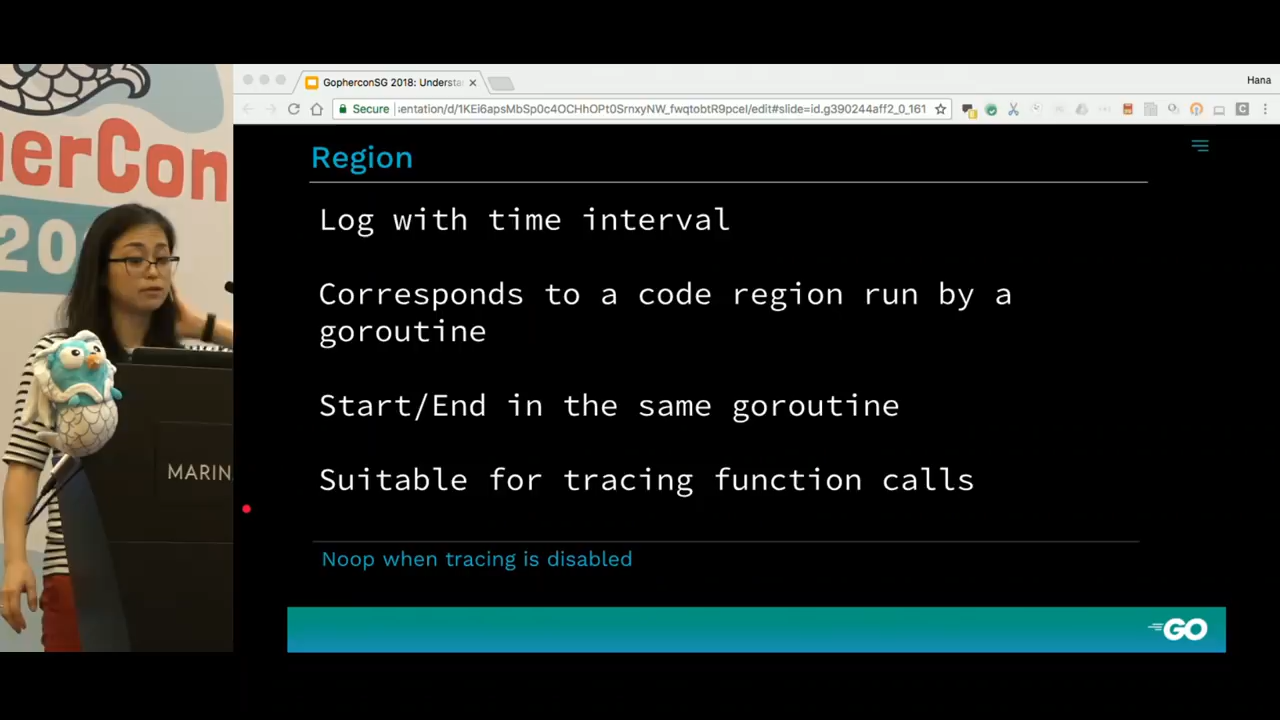 GopherconSG 2018: Understa
Hana
Secure
:entation/d/1KEi6apsMbSp0c4OCHhOPt0SrnxyNW_fwqtobtR9pceI/edit#slide=id.g390244aff2_0_161
erCon
20
MARIN
Region
Log with time interval
Corresponds to a code region run by a
goroutine
Start/End in the same goroutine
Suitable for tracing function calls
Noop when tracing is disabled
GO